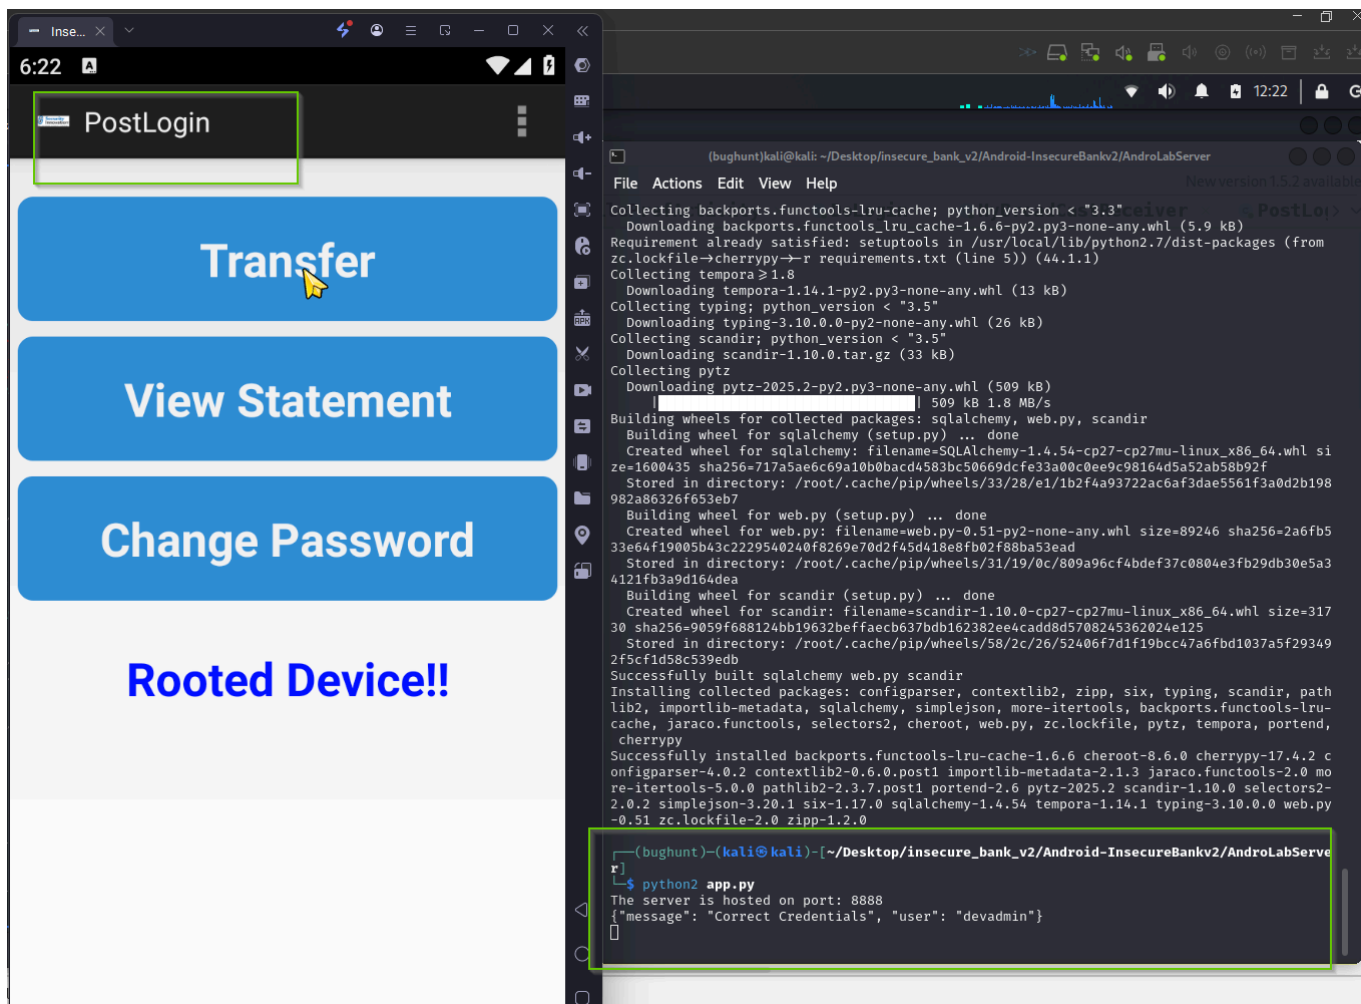 Inse...
6:22
PostLogin
Transfer
View Statement
Change Password
Rooted Device!!
12:22
(bughunt)kali@kali: ~/Desktop/insecure_bank_v2/Android-InsecureBankv2/AndroLabServer
File Actions Edit View Help
New version 1.5.2 available
Collecting backports.functools-lru-cache; python_version < "3.3"
Downloading backports.functools_lru_cache-1.6.6-py2.py3-none-any.whl (5.9 kB)
Requirement already satisfied: setuptools in /usr/local/lib/python2.7/dist-packages (from
zc.lockfile→cherrypy→-r requirements.txt (line 5)) (44.1.1)
Collecting tempora≥1.8
Downloading tempora-1.14.1-py2.py3-none-any.whl (13 kB)
Collecting typing; python_version < "3.5"
Downloading typing-3.10.0.0-py2-none-any.whl (26 kB)
Collecting scandir; python_version < "3.5"
Downloading scandir-1.10.0.tar.gz (33 kB)
Collecting pytz
Downloading pytz-2025.2-py2.py3-none-any.whl (509 kB)
| | 509 kB 1.8 MB/s
Building wheels for collected packages: sqlalchemy, web.py, scandir
Building wheel for sqlalchemy (setup.py) ... done
Created wheel for sqlalchemy: filename=SQLAlchemy-1.4.54-cp27-cp27mu-linux_x86_64.whl si
ze=1600435 sha256=717a5ae6c69a10b0bacd4583bc50669dcfe33a00c0ee9c98164d5a52ab58b92f
Stored in directory: /root/.cache/pip/wheels/33/28/e1/1b2f4a93722ac6af3dae5561f3a0d2b198
982a86326f653eb7
Building wheel for web.py (setup.py) ... done
Created wheel for web.py: filename=web.py-0.51-py2-none-any.whl size=89246 sha256=2a6fb5
33e64f19005b43c2229540240f8269e70d2f45d418e8fb02f88ba53ead
Stored in directory: /root/.cache/pip/wheels/31/19/0c/809a96cf4bdef37c0804e3fb29db30e5a3
4121fb3a9d164dea
Building wheel for scandir (setup.py) ... done
Created wheel for scandir: filename=scandir-1.10.0-cp27-cp27mu-linux_x86_64.whl size=317
30 sha256=9059f688124bb19632beffaecb637bdb162382ee4cadd8d5708245362024e125
Stored in directory: /root/.cache/pip/wheels/58/2c/26/52406f7d1f19bcc47a6fbd1037a5f29349
2f5cf1d58c539edb
Successfully built sqlalchemy web.py scandir
Installing collected packages: configparser, contextlib2, zipp, six, typing, scandir, path
lib2, importlib-metadata, sqlalchemy, simplejson, more-itertools, backports.functools-lru-
cache, jaraco.functools, selectors2, cheroot, web.py, zc.lockfile, pytz, tempora, portend,
cherrypy
Successfully installed backports.functools-lru-cache-1.6.6 cheroot-8.6.0 cherrypy-17.4.2 c
onfigparser-4.0.2 contextlib2-0.6.0.post1 importlib-metadata-2.1.3 jaraco.functools-2.0 mo
re-itertools-5.0.0 pathlib2-2.3.7.post1 portend-2.6 pytz-2025.2 scandir-1.10.0 selectors2-
2.0.2 simplejson-3.20.1 six-1.17.0 sqlalchemy-1.4.54 tempora-1.14.1 typing-3.10.0.0 web.py
-0.51 zc.lockfile-2.0 zipp-1.2.0
(bughunt)-(kali㉿kali)-[~/Desktop/insecure_bank_v2/Android-InsecureBankv2/AndroLabServe
r]
$ python2 app.py
The server is hosted on port: 8888
{"message": "Correct Credentials", "user": "devadmin"}